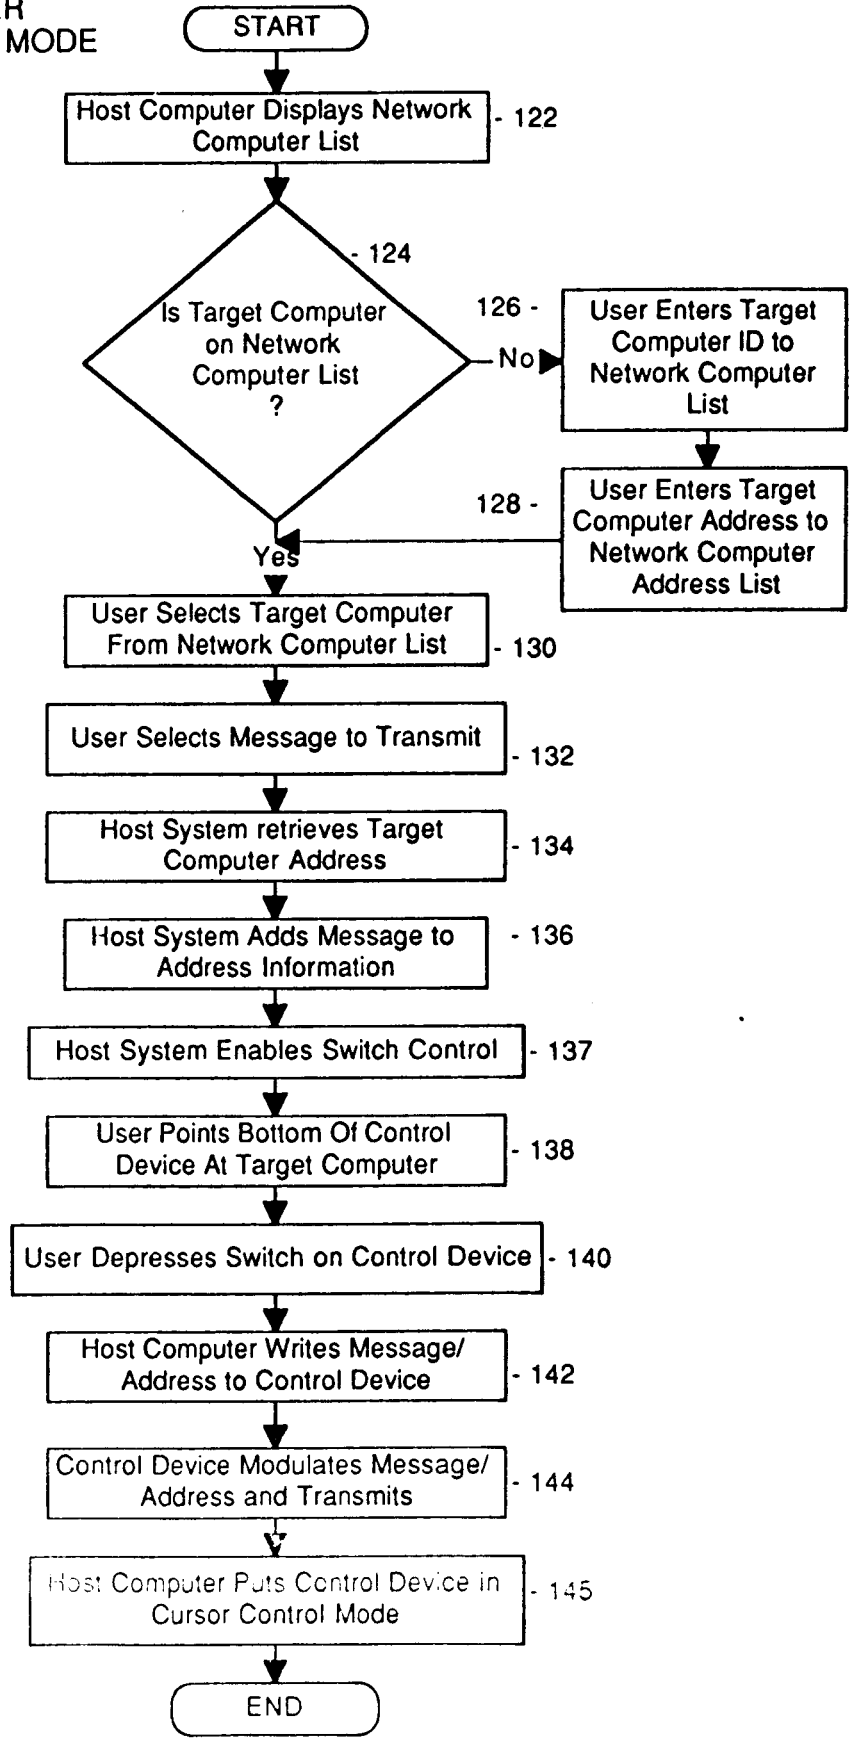 R
MODE
START
Host Computer Displays Network
Computer List
- 122
- 124
Is Target Computer
on Network
Computer List
?
No
126 -
User Enters Target
Computer ID to
Network Computer
List
128 -
User Enters Target
Computer Address to
Network Computer
Address List
Yes
User Selects Target Computer
From Network Computer List
- 130
User Selects Message to Transmit
- 132
Host System retrieves Target
Computer Address
- 134
Host System Adds Message to
Address Information
- 136
Host System Enables Switch Control
- 137
User Points Bottom Of Control
Device At Target Computer
- 138
User Depresses Switch on Control Device
- 140
Host Computer Writes Message/
Address to Control Device
- 142
Control Device Modulates Message/
Address and Transmits
- 144
Host Computer Puts Control Device in
Cursor Control Mode
- 145
END